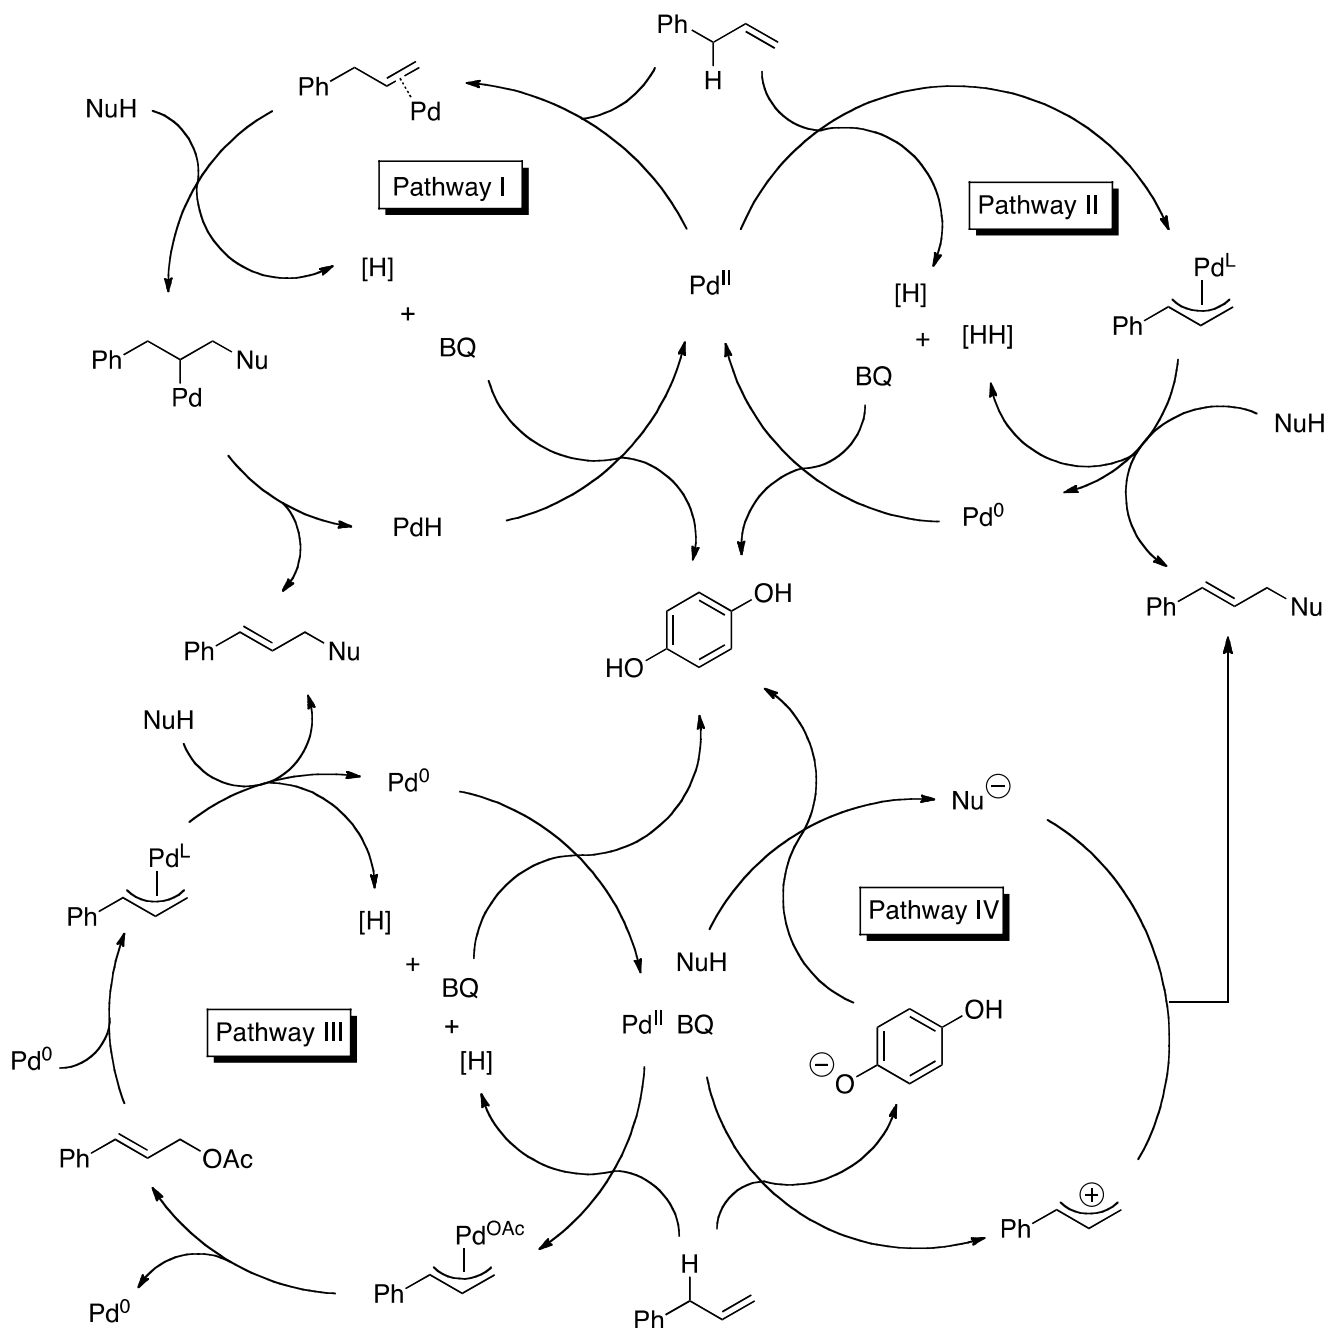 Ph
H
Ph
Pd
NuH
Pathway I
Pathway II
[H]
Pd^II
Pd^L
Ph
[H]
+
BQ
+
[HH]
BQ
Ph
Nu
Pd
NuH
PdH
Pd^0
OH
HO
Ph
Nu
Ph
Nu
NuH
Pd^0
Nu ⊖
Pd^L
Ph
[H]
Pathway IV
+
BQ
NuH
Pathway III
+
Pd^II BQ
OH
⊖ O
Pd^0
[H]
Ph
OAc
⊕
Ph
Pd^OAc
Ph
H
Pd^0
Ph